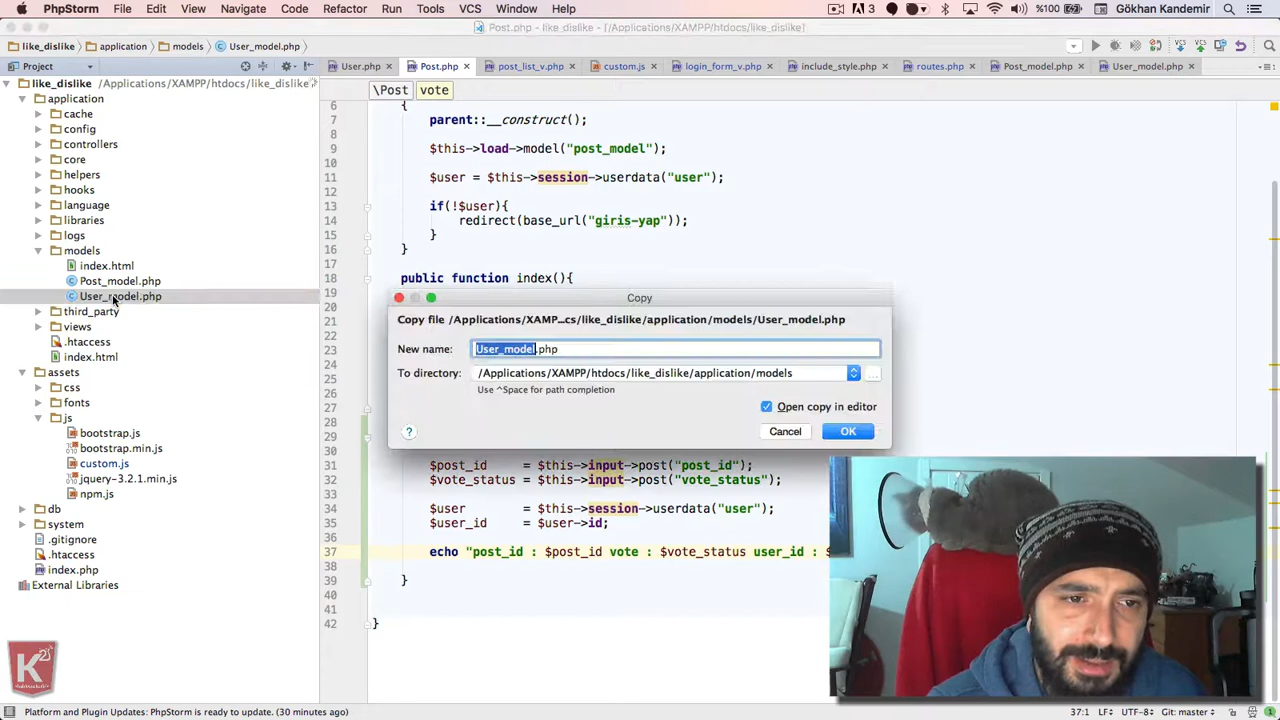 PhpStorm File Edit View Navigate Code Refactor Run Tools VCS Window Help 3 %100 Gökhan Kandemir
Post.php - like_dislike - [/Applications/XAMPP/htdocs/like_dislike]
like_dislike application models User_model.php
Project
User.php Post.php post_list_v.php custom.js login_form_v.php include_style.php routes.php Post_model.php User_model.php
like_dislike /Applications/XAMPP/htdocs/like_dislike
application
cache
config
controllers
core
helpers
hooks
language
libraries
logs
models
index.html
Post_model.php
User_model.php
third_party
views
.htaccess
index.html
assets
css
fonts
js
bootstrap.js
bootstrap.min.js
custom.js
jquery-3.2.1.min.js
npm.js
db
system
.gitignore
.htaccess
index.php
External Libraries
\Post vote
6 {
7 parent::__construct();
8
9 $this->load->model("post_model");
10
11 $user = $this->session->userdata("user");
12
13 if(!$user){
14 redirect(base_url("giris-yap"));
15 }
16 }
17
18 public function index(){
19
20
21
22
23
24
25
26
27
28
29
30
31 $post_id = $this->input->post("post_id");
32 $vote_status = $this->input->post("vote_status");
33
34 $user = $this->session->userdata("user");
35 $user_id = $user->id;
36
37 echo "post_id : $post_id vote : $vote_status user_id : $
38
39 }
40
41
42 }
Copy
Copy file /Applications/XAMP...cs/like_dislike/application/models/User_model.php
New name: User_model.php
To directory: /Applications/XAMPP/htdocs/like_dislike/application/models ...
Use ^Space for path completion
Open copy in editor
? Cancel OK
K
Platform and Plugin Updates: PhpStorm is ready to update. (30 minutes ago) 37:1 LF÷ UTF-8÷ Git: master÷